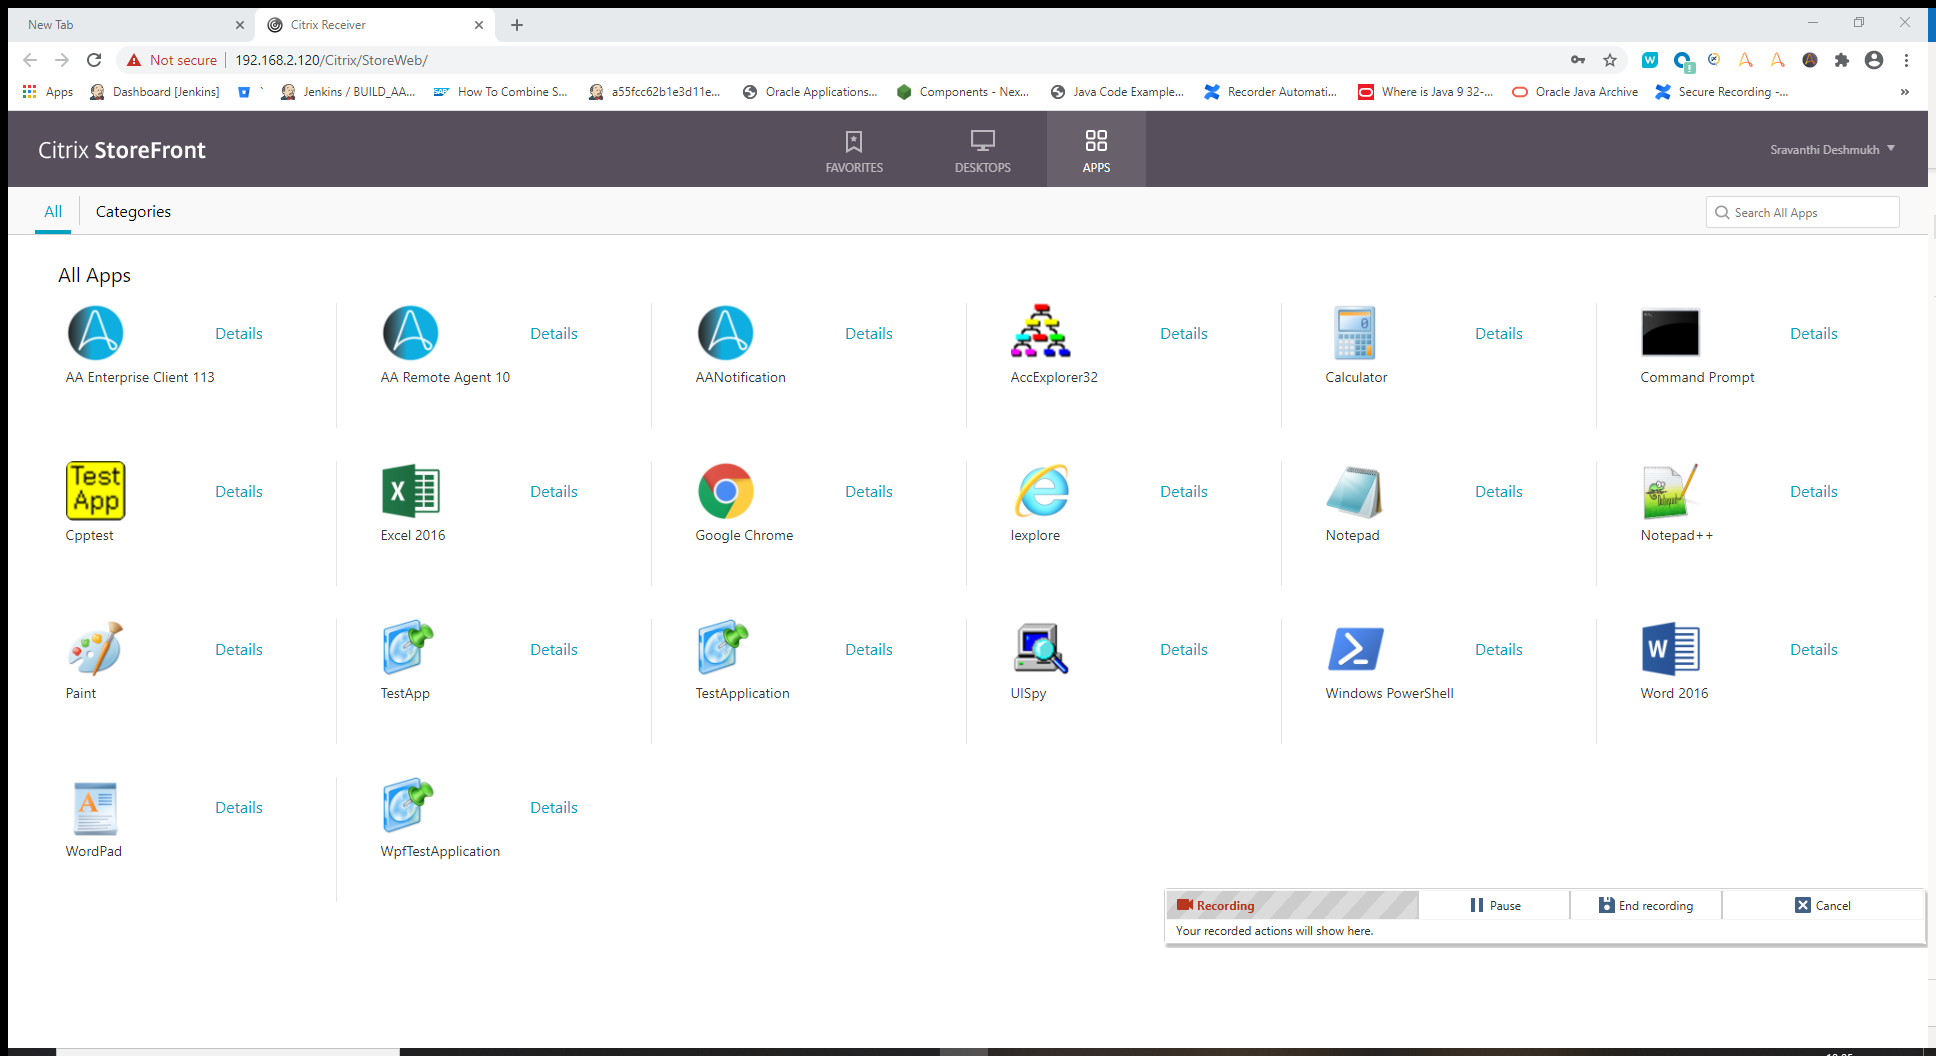 New Tab
Citrix Receiver
Not secure
192.168.2.120/Citrix/StoreWeb/
Apps
Dashboard [Jenkins]
Jenkins / BUILD_AA...
How To Combine S...
a55fcc62b1e3d11e...
Oracle Applications...
Components - Nex...
Java Code Example...
Recorder Automati...
Where is Java 9 32-...
Oracle Java Archive
Secure Recording -...
»
Citrix StoreFront
FAVORITES
DESKTOPS
APPS
Sravanthi Deshmukh
All
Categories
Search All Apps
All Apps
Details
Details
Details
Details
Details
Details
AA Enterprise Client 113
AA Remote Agent 10
AANotification
AccExplorer32
Calculator
Command Prompt
Test
App
Details
Details
Details
Details
Details
Details
Cpptest
Excel 2016
Google Chrome
Iexplore
Notepad
Notepad++
Details
Details
Details
Details
Details
Details
Paint
TestApp
TestApplication
UISpy
Windows PowerShell
Word 2016
Details
Details
WordPad
WpfTestApplication
Recording
Pause
End recording
Cancel
Your recorded actions will show here.